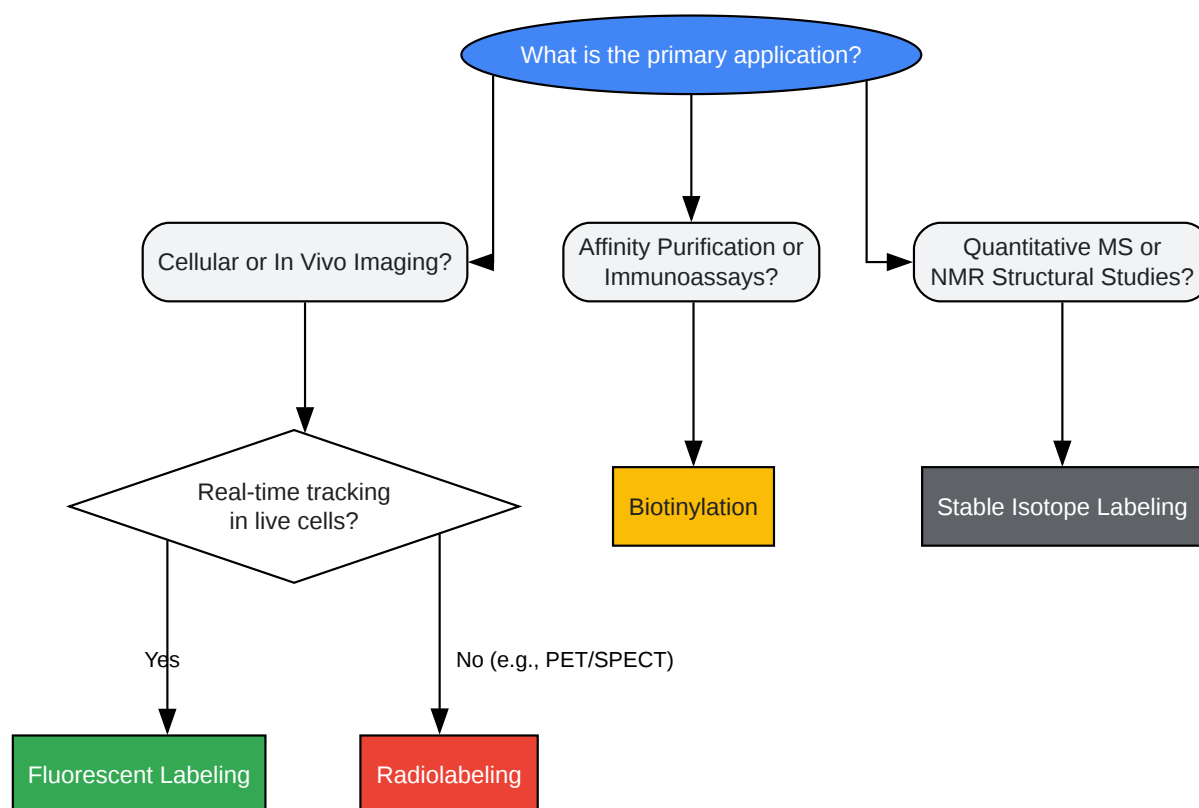 What is the primary application?
Cellular or In Vivo Imaging?
Affinity Purification or
Immunoassays?
Quantitative MS or
NMR Structural Studies?
Real-time tracking
in live cells?
Biotinylation
Stable Isotope Labeling
Yes
No (e.g., PET/SPECT)
Fluorescent Labeling
Radiolabeling